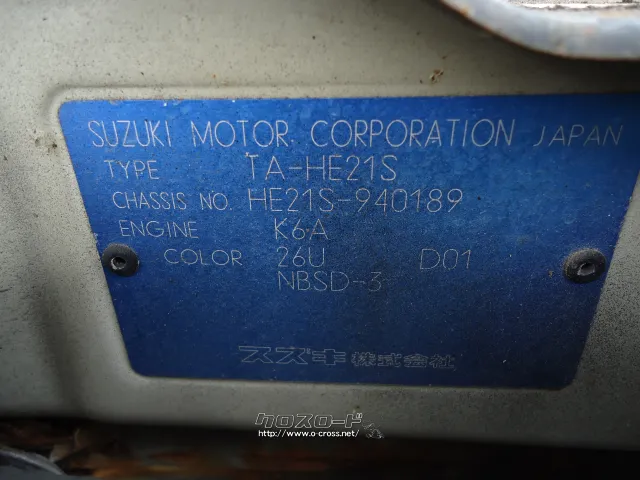 SUZUKI MOTOR CORPORATION JAPAN
TYPE TA-HE21S
CHASSIS NO. HE21S-940189
ENGINE K6A
COLOR 26U D01
NBSD-3
スズキ株式会社
クロスロード
http://www.o-cross.net/